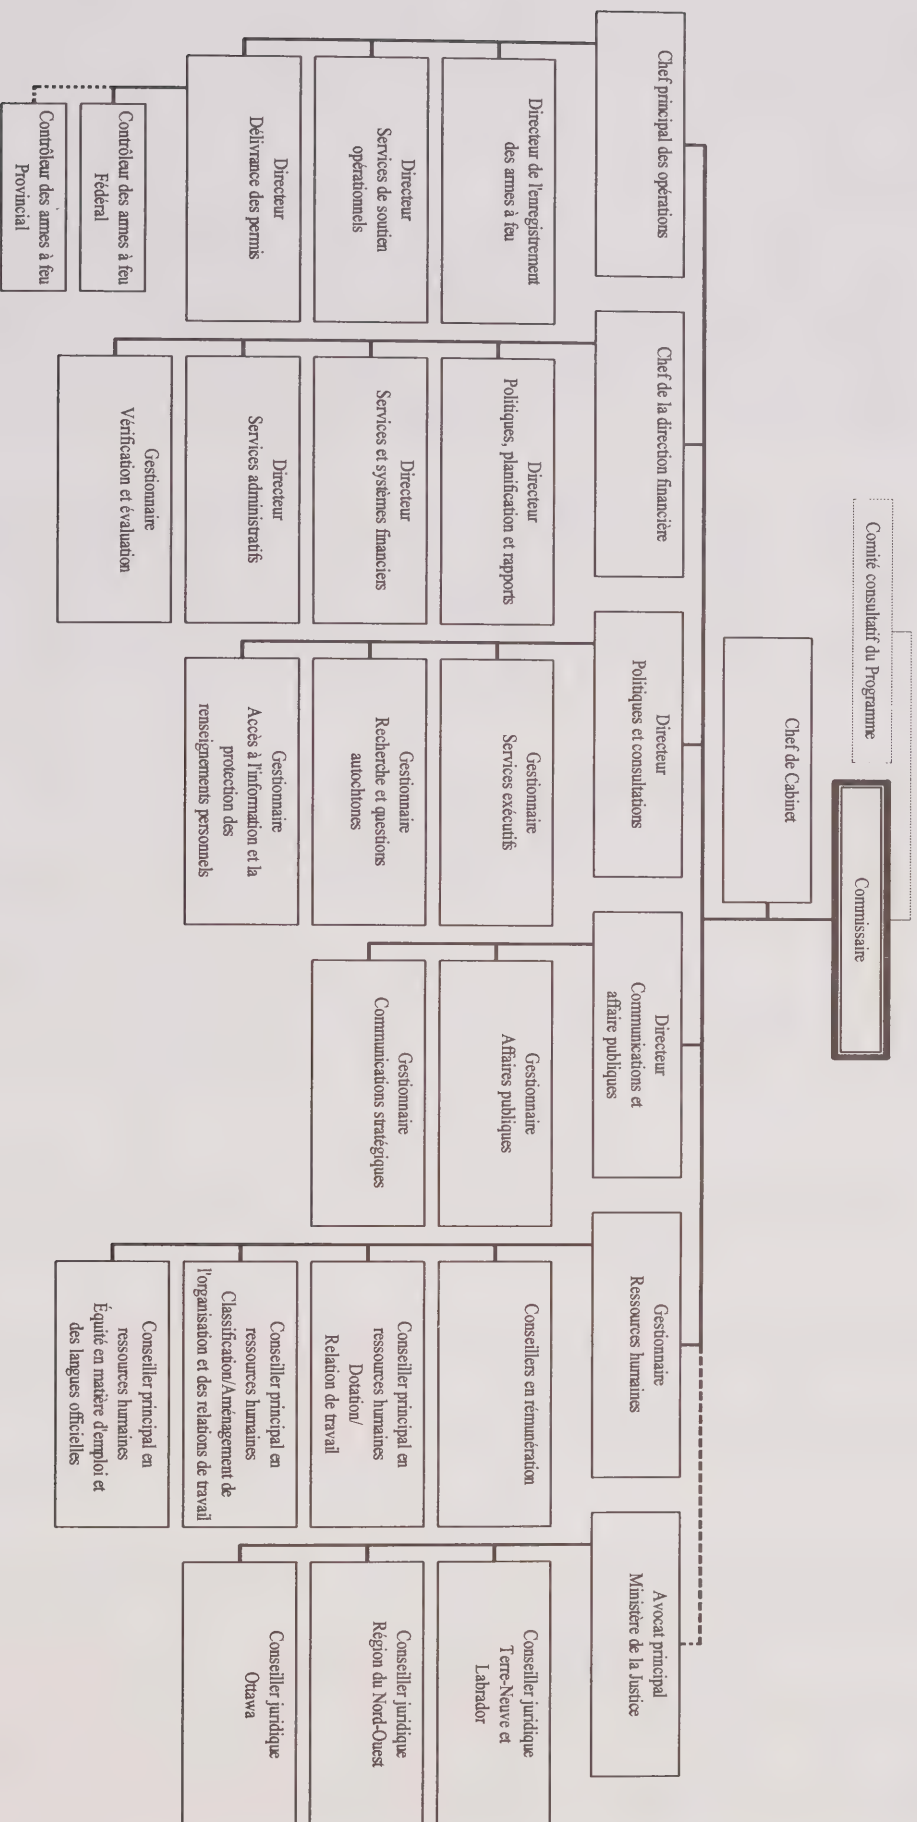 Comité consultatif du Programme
Commissaire
Chef de Cabinet
Chef principal des opérations
Directeur de l'enregistrement
des armes à feu
Directeur
Services de soutien
opérationnels
Directeur
Délivrance des permis
Contrôleur des armes à feu
Fédéral
Contrôleur des armes à feu
Provincial
Chef de la direction financière
Directeur
Politiques, planification et rapports
Directeur
Services et systèmes financiers
Directeur
Services administratifs
Gestionnaire
Vérification et évaluation
Directeur
Politiques et consultations
Gestionnaire
Services exécutifs
Gestionnaire
Recherche et questions
autochtones
Gestionnaire
Accès à l'information et la
protection des
renseignements personnels
Directeur
Communications et
affaire publiques
Gestionnaire
Affaires publiques
Gestionnaire
Communications stratégiques
Gestionnaire
Ressources humaines
Conseillers en rémunération
Conseiller principal en
ressources humaines
Dotation/
Relation de travail
Conseiller principal en
ressources humaines
Classification/Aménagement de
l'organisation et des relations de travail
Conseiller principal en
ressources humaines
Équité en matière d'emploi et
des langues officielles
Avocat principal
Ministère de la Justice
Conseiller juridique
Terre-Neuve et
Labrador
Conseiller juridique
Région du Nord-Ouest
Conseiller juridique
Ottawa